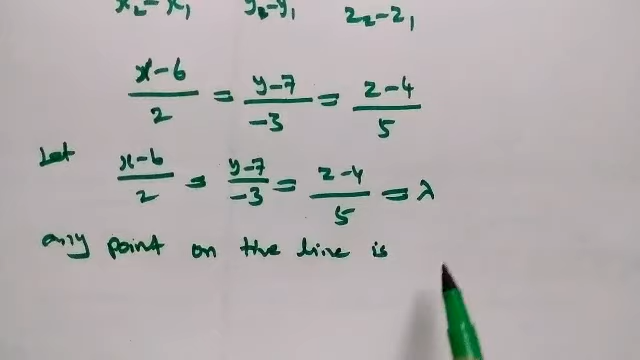 x₂-x₁ y₂-y₁ z₂-z₁
x-6/2 = y-7/-3 = z-4/5
Let
x-6/2 = y-7/-3 = z-4/5 = λ
any point on the line is